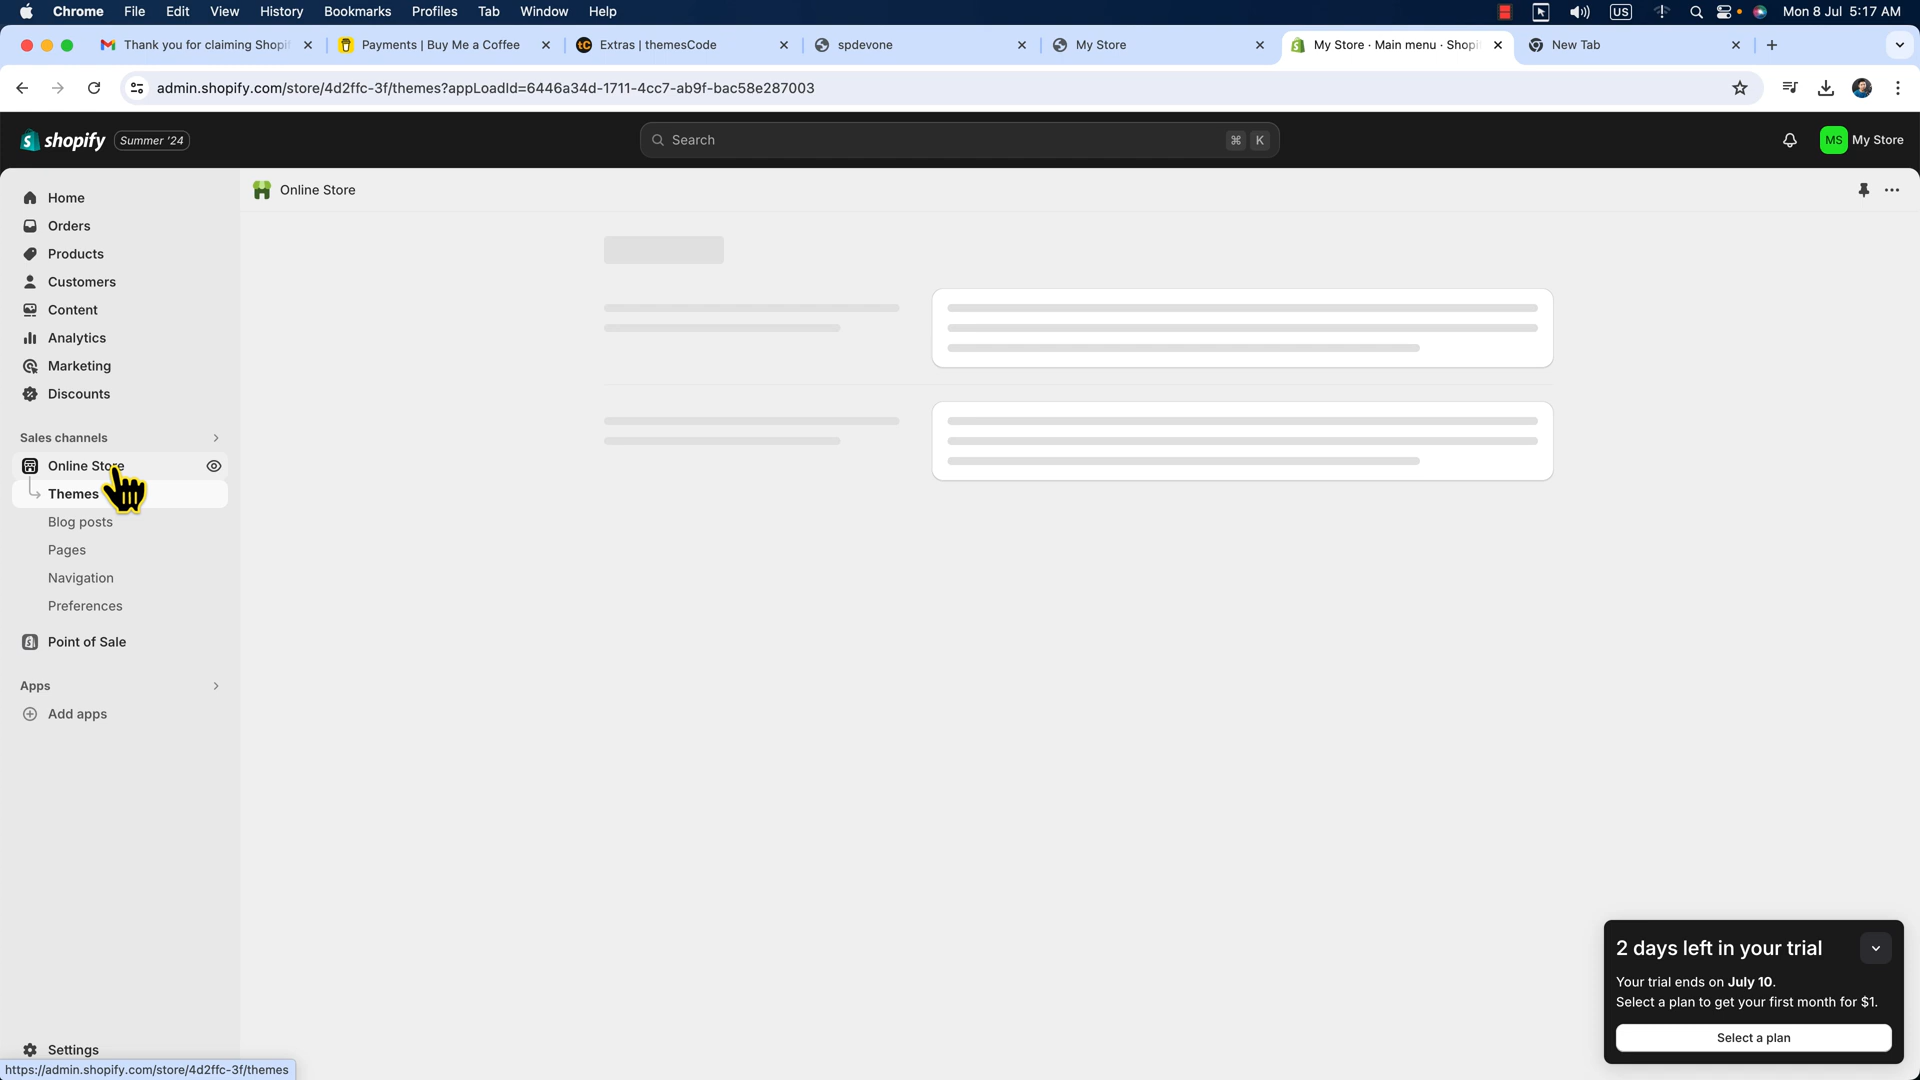 Chrome File Edit View History Bookmarks Profiles Tab Window Help US Mon 8 Jul 5:17 AM
Thank you for claiming Shopi Payments | Buy Me a Coffee tC Extras | themesCode spdevone My Store My Store · Main menu · Shopi New Tab
admin.shopify.com/store/4d2ffc-3f/themes?appLoadId=6446a34d-1711-4cc7-ab9f-bac58e287003
shopify Summer '24 Search ⌘ K MS My Store
Online Store
Home
Orders
Products
Customers
Content
Analytics
Marketing
Discounts
Sales channels
Online Store
Themes
Blog posts
Pages
Navigation
Preferences
Point of Sale
Apps
Add apps
Settings
https://admin.shopify.com/store/4d2ffc-3f/themes
2 days left in your trial
Your trial ends on July 10.
Select a plan to get your first month for $1.
Select a plan